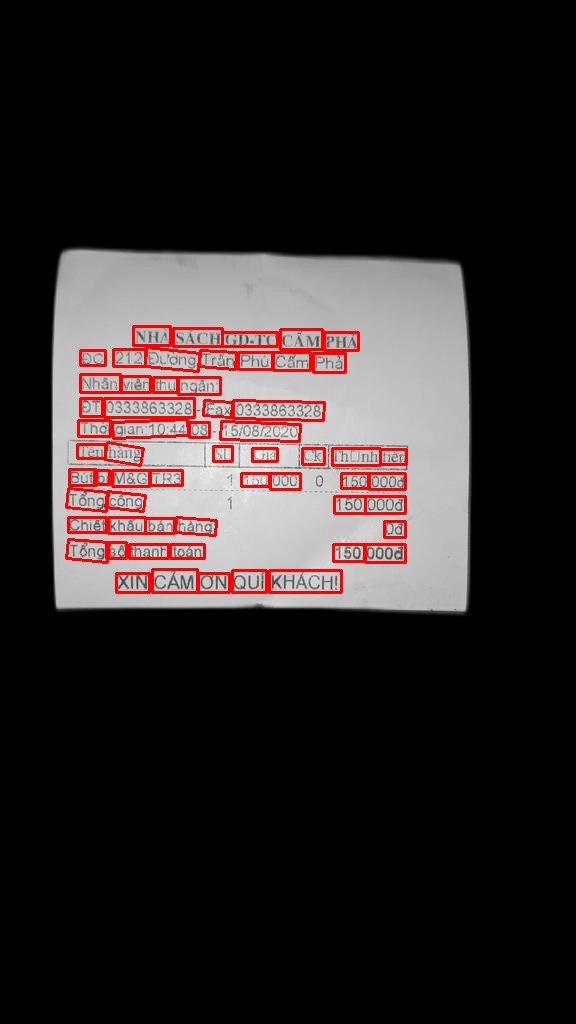 NHÀ SÁCH GD-TC CẨM PHẢ
ĐC 212 Đường Trần Phú Cẩm Phả
Nhân viên thu ngân:
ĐT 0333863328 - Fax 0333863328
Thời gian:10:44:08 - 15/08/2020
Tên hàng SL Giá Ck Th□nh tiền
Bút bi M&G TR3 1 150 000 0 150 000đ
Tổng cộng 1 150 000đ
Chiết khấu bán hàng: 0đ
Tổng số thanh toán 150 000đ
XIN CẢM ƠN QUÍ KHÁCH!